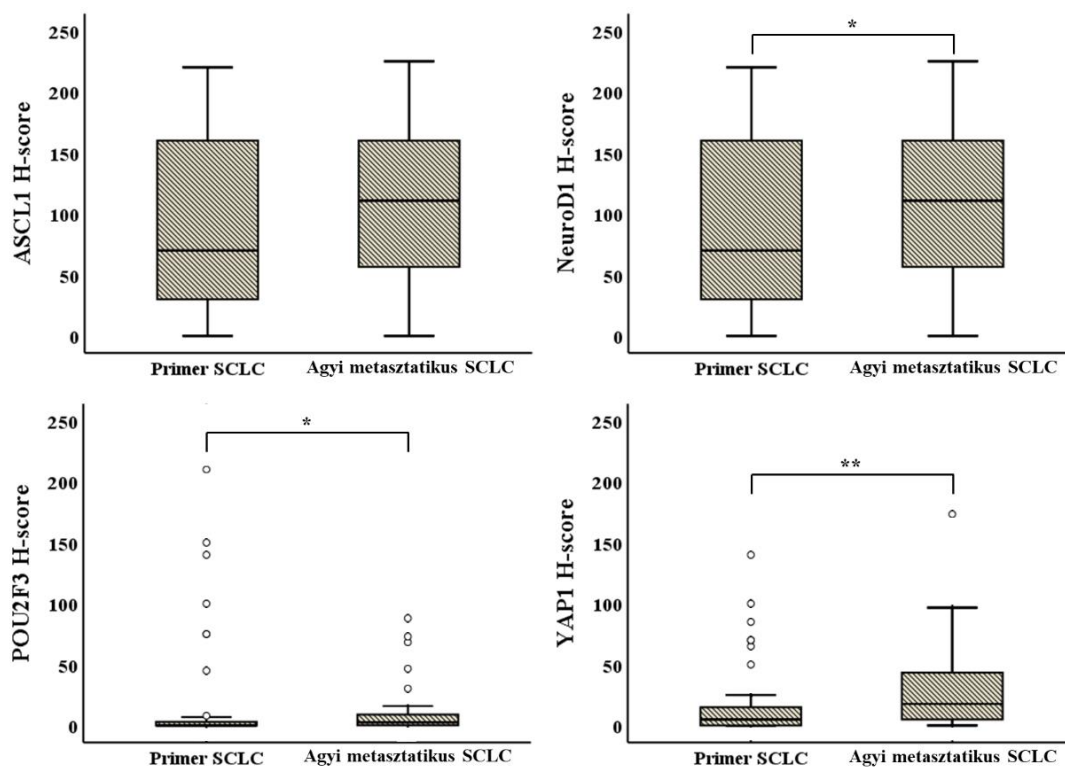 ASCL1 H-score
250
200
150
100
50
0
Primer SCLC
Agyi metasztatikus SCLC
NeuroD1 H-score
250
200
150
100
50
0
*
Primer SCLC
Agyi metasztatikus SCLC
POU2F3 H-score
250
200
150
100
50
0
*
Primer SCLC
Agyi metasztatikus SCLC
YAP1 H-score
250
200
150
100
50
0
**
Primer SCLC
Agyi metasztatikus SCLC